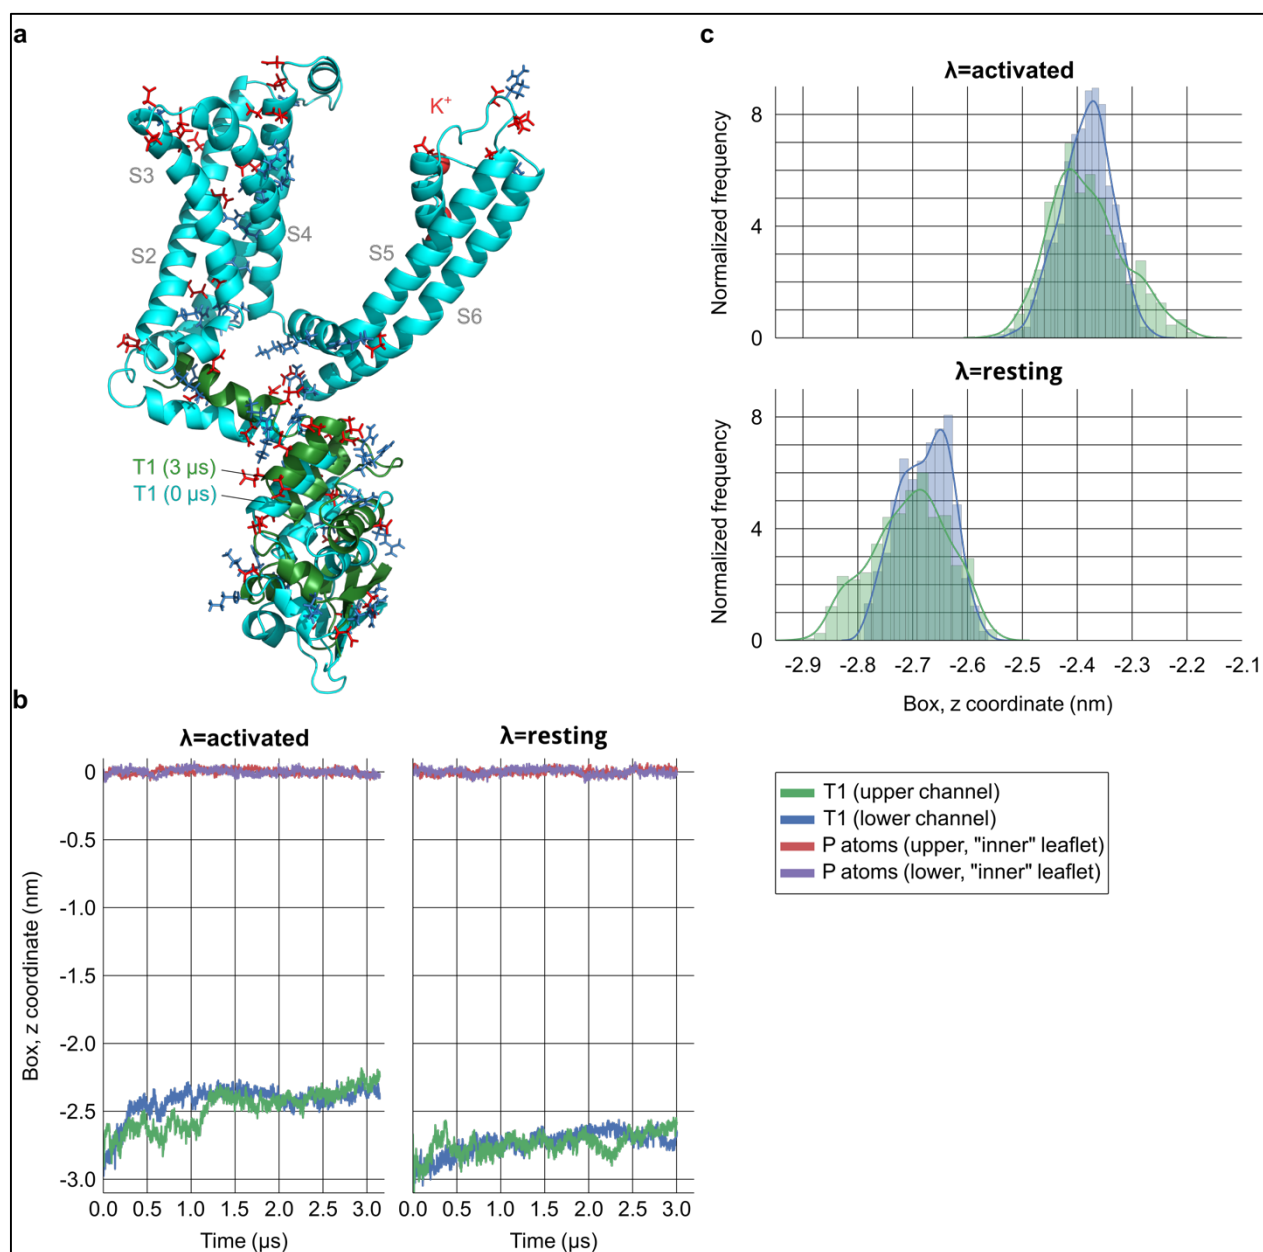 a
K+
S3
S4
S2
S5
S6
T1 (3 µs)
T1 (0 µs)
c
λ=activated
8
4
0
Normalized frequency
λ=resting
8
4
0
Normalized frequency
-2.9 -2.8 -2.7 -2.6 -2.5 -2.4 -2.3 -2.2 -2.1
Box, z coordinate (nm)
b
λ=activated
λ=resting
0
-0.5
-1.0
-1.5
-2.0
-2.5
-3.0
Box, z coordinate (nm)
0.0 0.5 1.0 1.5 2.0 2.5 3.0
Time (µs)
0.0 0.5 1.0 1.5 2.0 2.5 3.0
Time (µs)
T1 (upper channel)
T1 (lower channel)
P atoms (upper, "inner" leaflet)
P atoms (lower, "inner" leaflet)